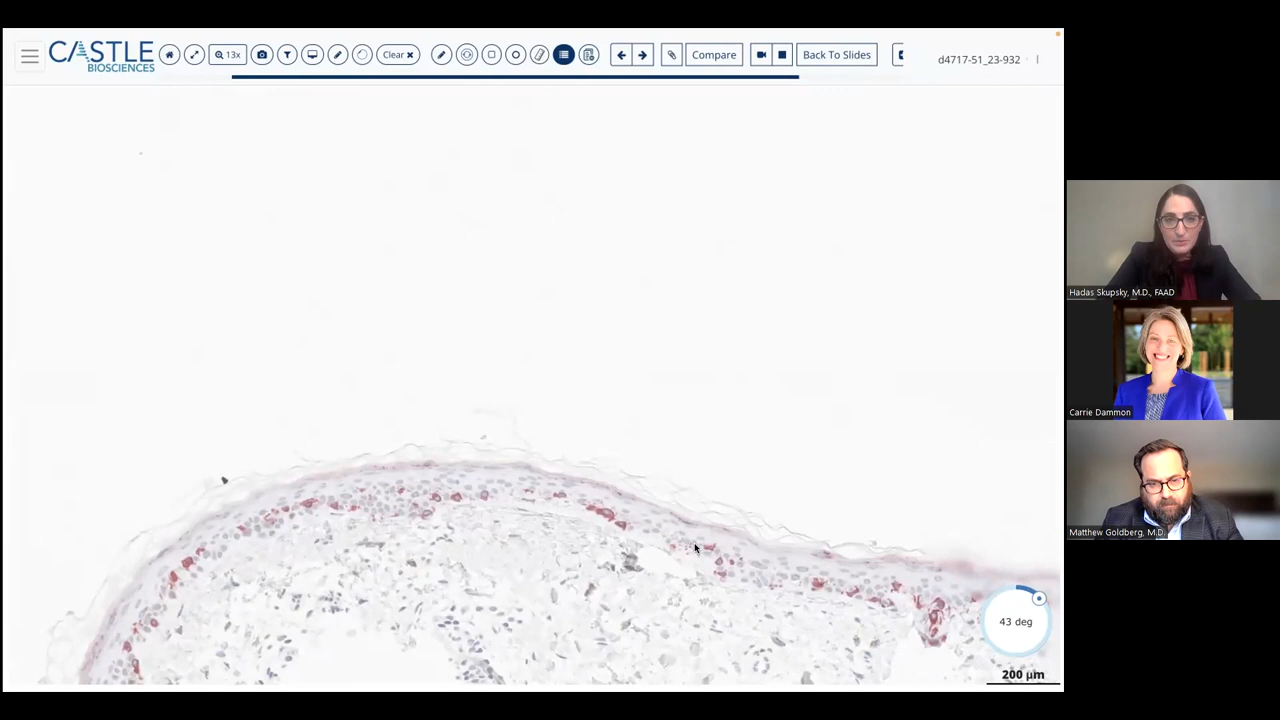 CASTLE
BIOSCIENCES
13x
Clear ✖
Compare
Back To Slides
d4717-51_23-932
43 deg
200 µm
Hadas Skupsky, M.D., FAAD
Carrie Dammon
Matthew Goldberg, M.D.